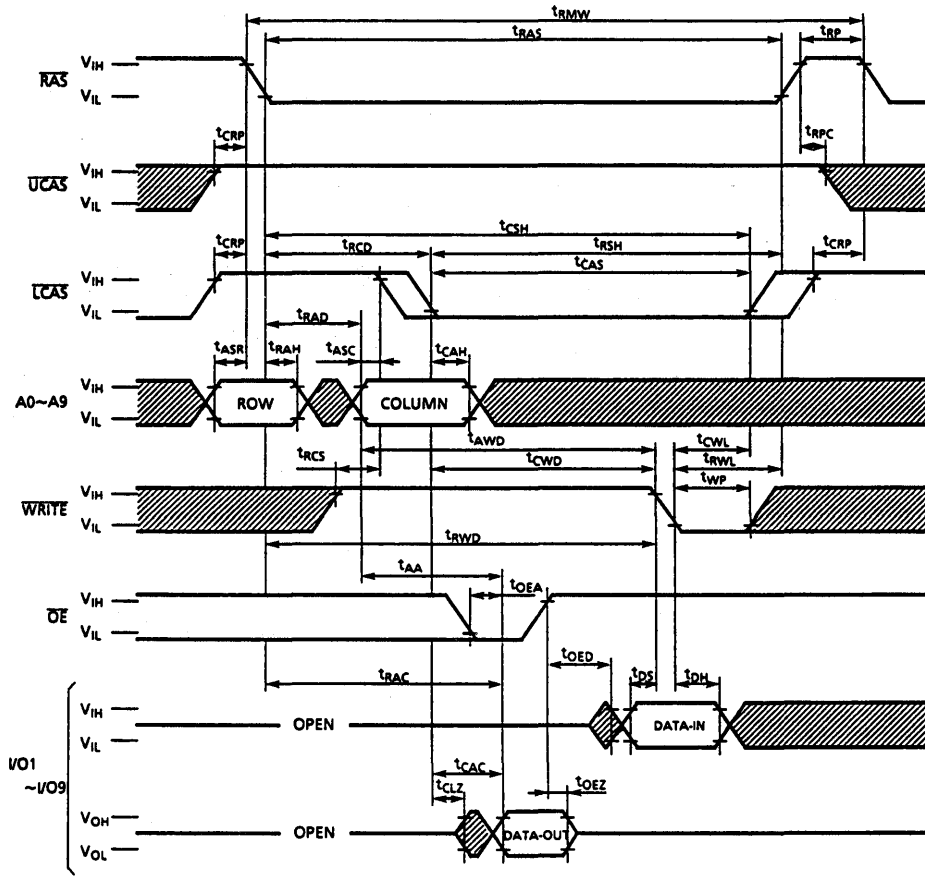 tRMW
tRAS
tRP
RAS
VIH
VIL
tCRP
tRPC
UCAS
VIH
VIL
tCSH
tCRP
tRCD
tRSH
tCRP
tCAS
LCAS
VIH
VIL
tRAD
tASR
tRAH
tASC
tCAH
A0~A9
VIH
VIL
ROW
COLUMN
tAWD
tCWL
tRCS
tCWD
tRWL
tWP
WRITE
VIH
VIL
tRWD
tAA
tOEA
OE
VIH
VIL
tOED
tRAC
tDS
tDH
VIH
OPEN
DATA-IN
VIL
I/O1
~I/O9
tCAC
tCLZ
tOEZ
VOH
OPEN
DATA-OUT
VOL